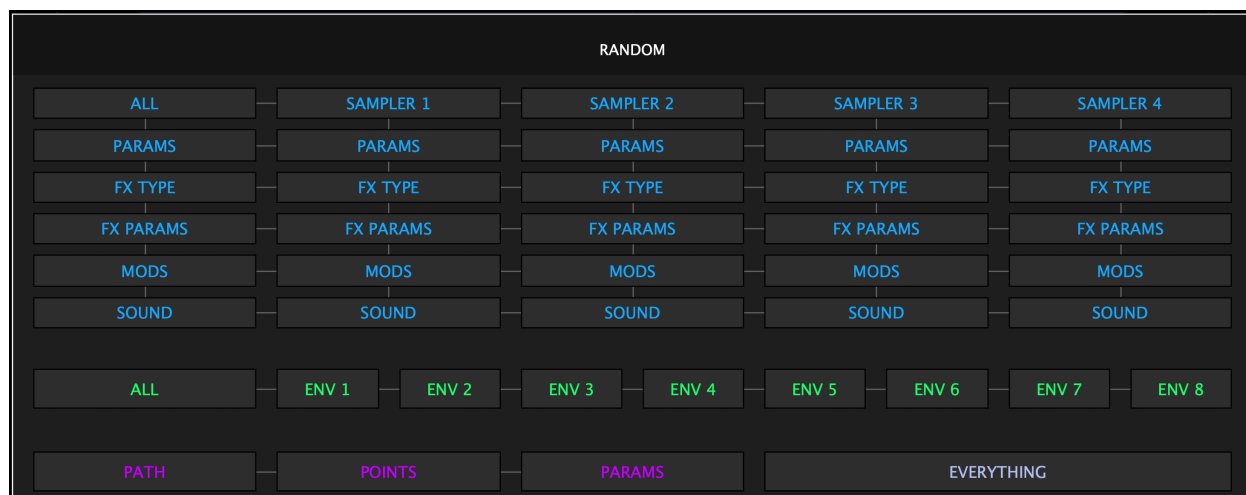 RANDOM
ALL SAMPLER 1 SAMPLER 2 SAMPLER 3 SAMPLER 4
PARAMS PARAMS PARAMS PARAMS PARAMS
FX TYPE FX TYPE FX TYPE FX TYPE FX TYPE
FX PARAMS FX PARAMS FX PARAMS FX PARAMS FX PARAMS
MODS MODS MODS MODS MODS
SOUND SOUND SOUND SOUND SOUND
ALL ENV 1 ENV 2 ENV 3 ENV 4 ENV 5 ENV 6 ENV 7 ENV 8
PATH POINTS PARAMS EVERYTHING